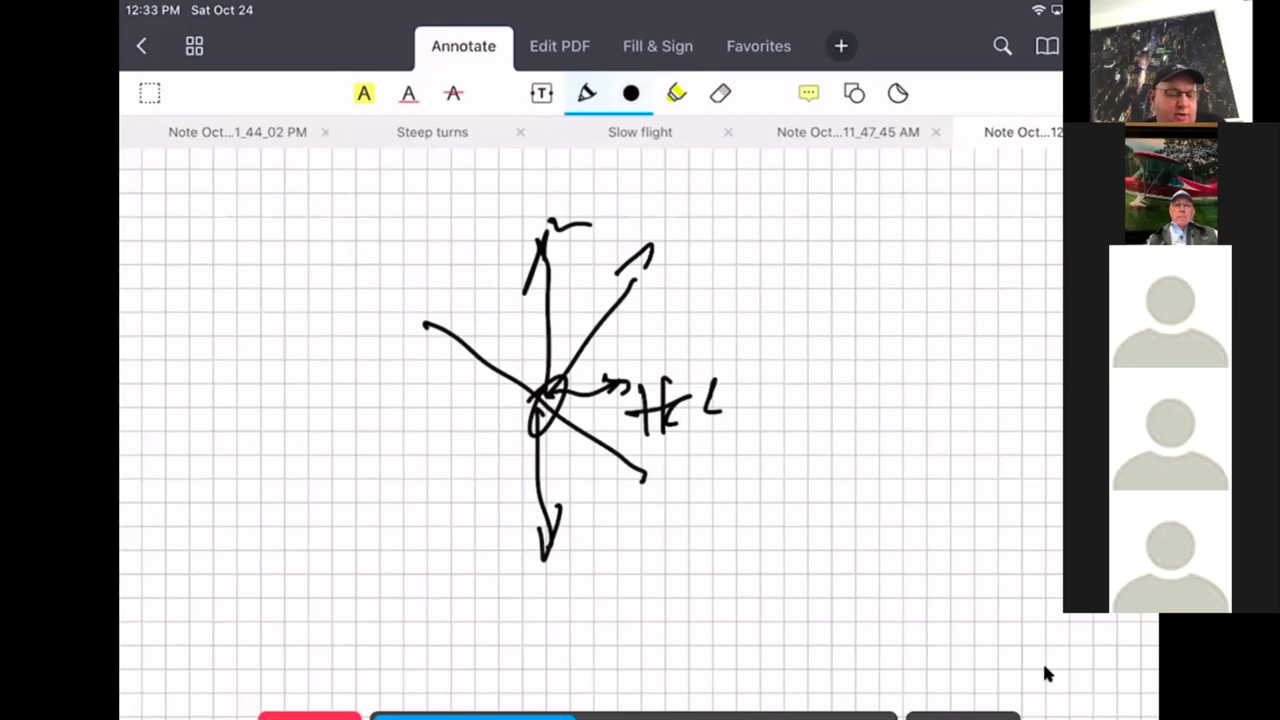 12:33 PM Sat Oct 24
Annotate Edit PDF Fill & Sign Favorites
A A A T
Note Oct...1_44_02 PM × Steep turns × Slow flight × Note Oct...11_47_45 AM × Note Oct...12
L